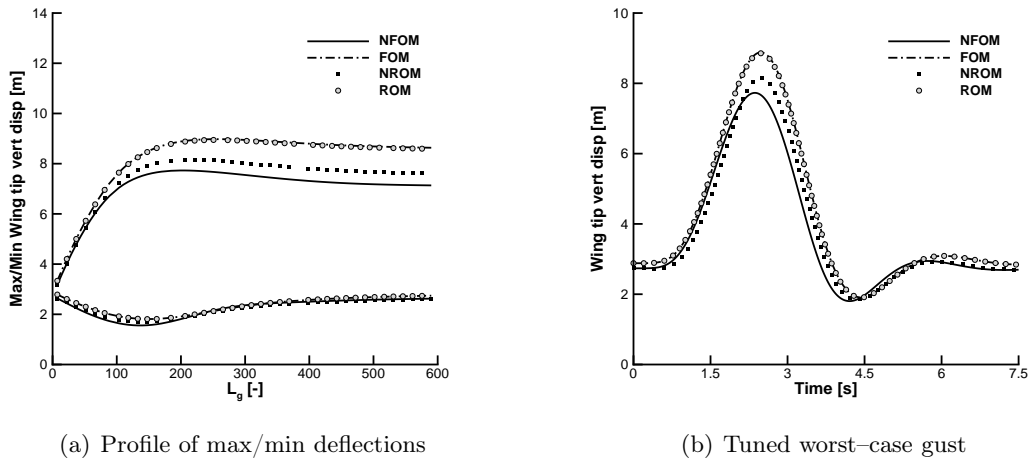 Max/Min Wing tip vert disp [m]
14
12
10
8
6
4
2
0
0 100 200 300 400 500 600
L_g [-]
NFOM
FOM
NROM
ROM
(a) Profile of max/min deflections
Wing tip vert disp [m]
10
8
6
4
2
0
0 1.5 3 4.5 6 7.5
Time [s]
NFOM
FOM
NROM
ROM
(b) Tuned worst–case gust